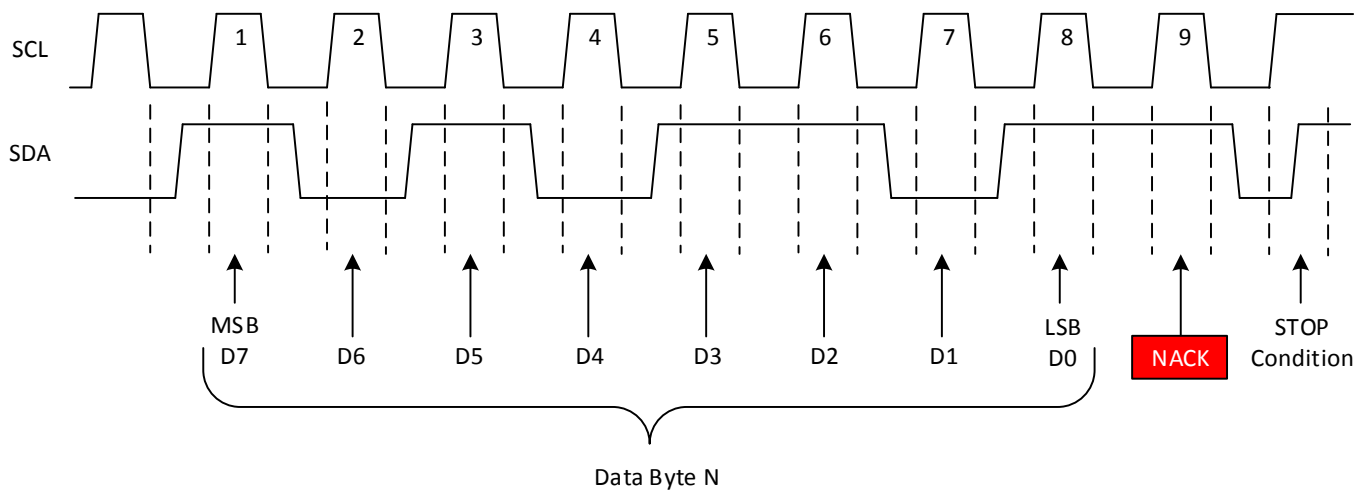 SCL 1 2 3 4 5 6 7 8 9
SDA
MSB LSB STOP
D7 D6 D5 D4 D3 D2 D1 D0 NACK Condition
Data Byte N